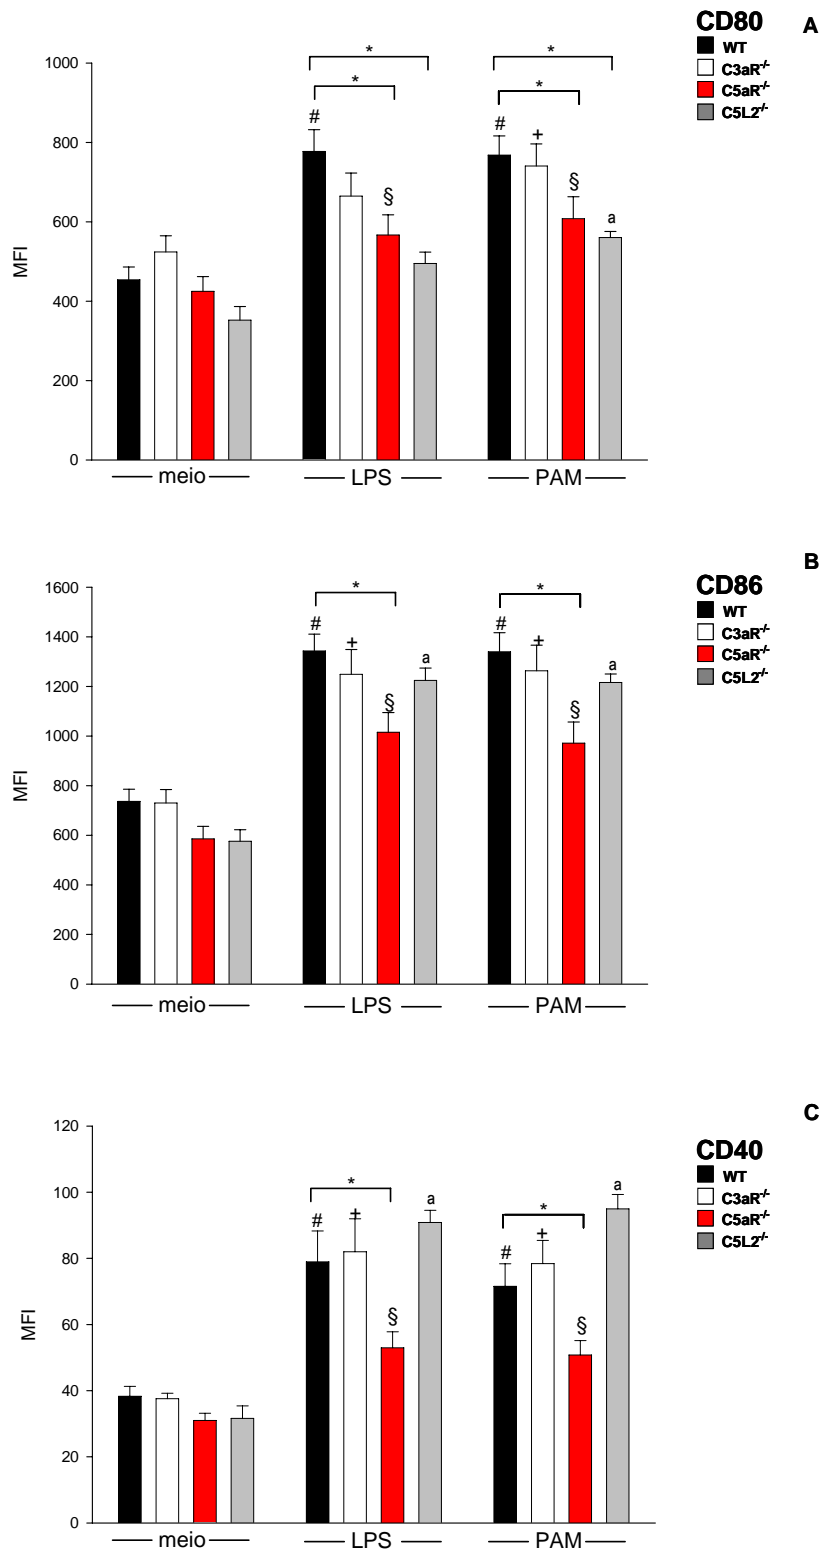 CD80
A
WT
C3aR-/-
C5aR-/-
C5L2-/-
1000
800
600
400
200
0
MFI
*
*
*
*
#
§
#
+
§
a
meio
LPS
PAM
B
CD86
WT
C3aR-/-
C5aR-/-
C5L2-/-
1600
1400
1200
1000
800
600
400
200
0
MFI
*
*
#
+
§
a
#
+
§
a
meio
LPS
PAM
C
CD40
WT
C3aR-/-
C5aR-/-
C5L2-/-
120
100
80
60
40
20
0
MFI
*
*
#
+
§
a
#
+
§
a
meio
LPS
PAM